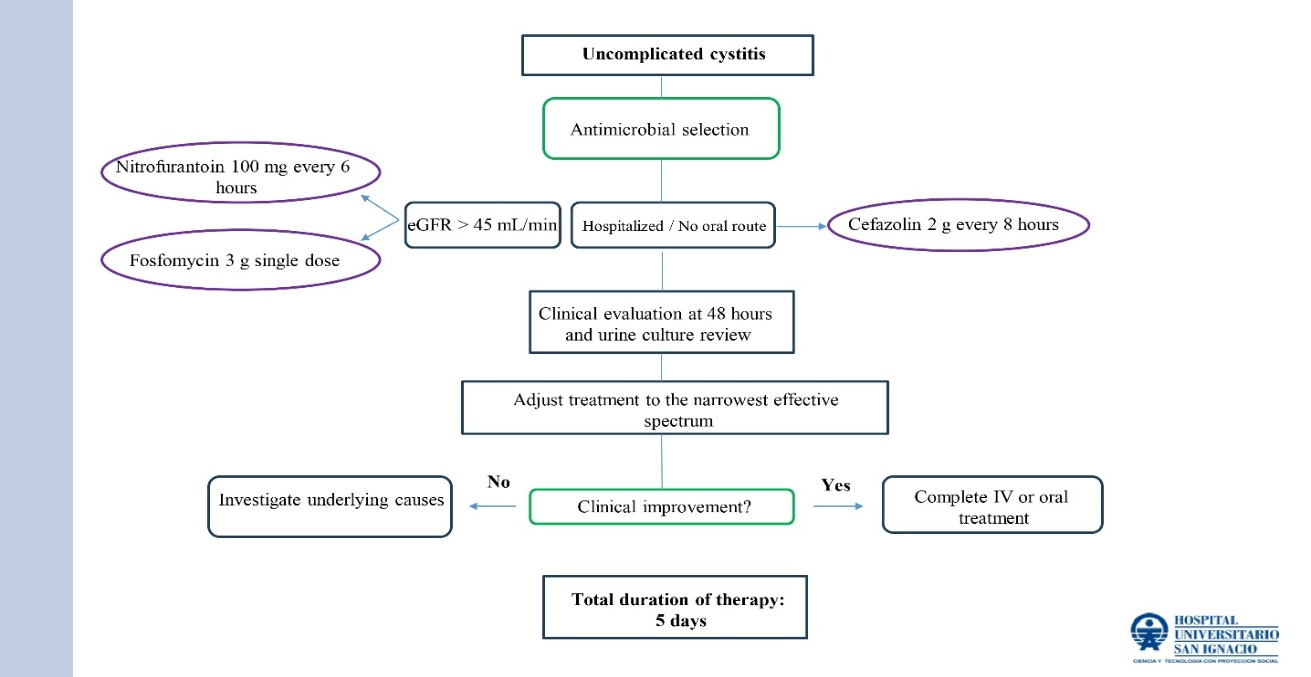 Uncomplicated cystitis
Antimicrobial selection
Nitrofurantoin 100 mg every 6
hours
Fosfomycin 3 g single dose
eGFR > 45 mL/min
Hospitalized / No oral route
Cefazolin 2 g every 8 hours
Clinical evaluation at 48 hours
and urine culture review
Adjust treatment to the narrowest effective
spectrum
No
Yes
Investigate underlying causes
Clinical improvement?
Complete IV or oral
treatment
Total duration of therapy:
5 days
HOSPITAL
UNIVERSITARIO
SAN IGNACIO
CIENCIA Y TECNOLOGIA CON PROYECCION SOCIAL